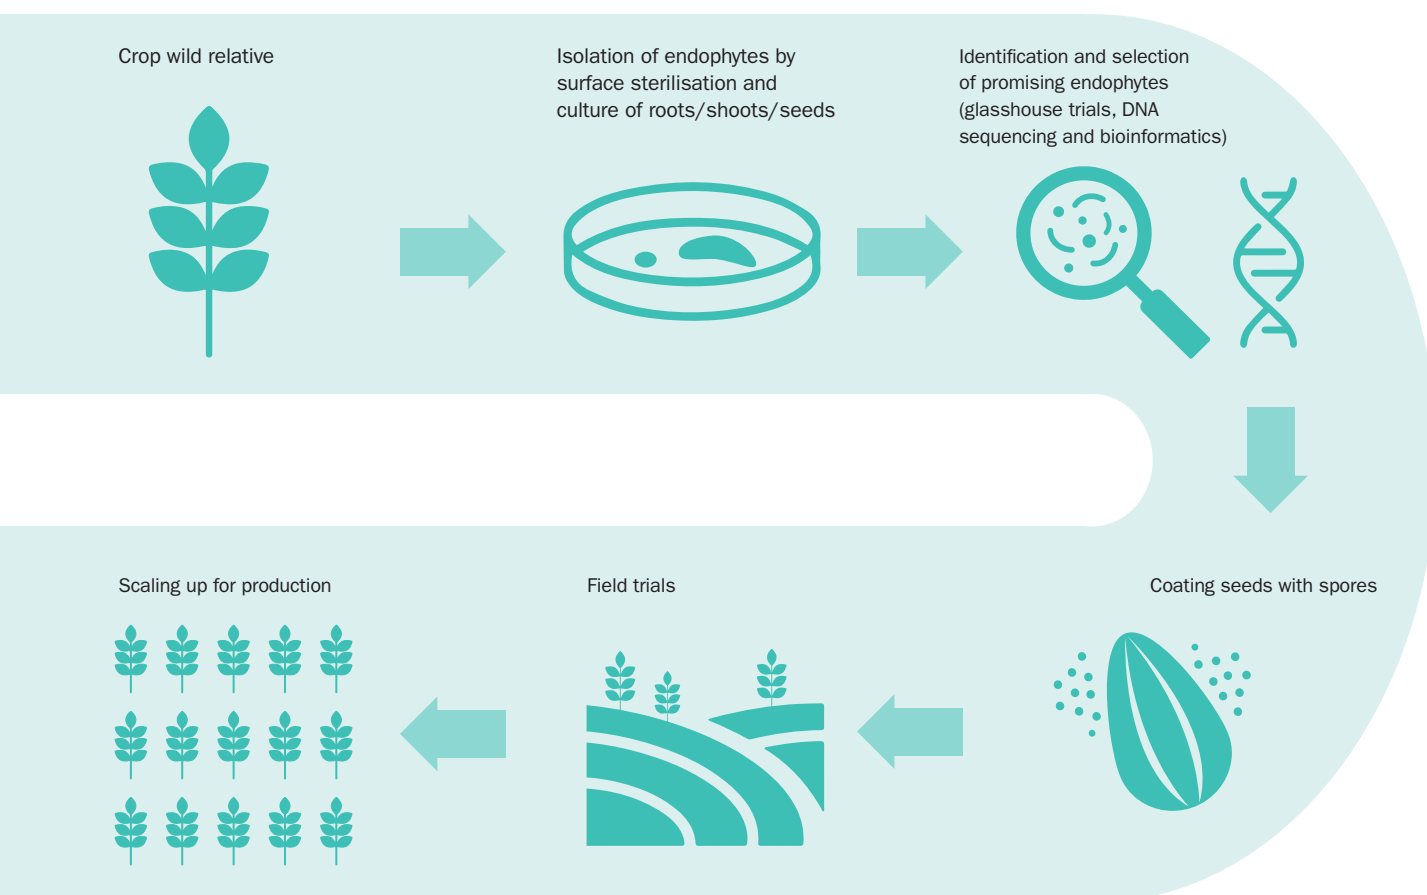 Crop wild relative
Isolation of endophytes by
surface sterilisation and
culture of roots/shoots/seeds
Identification and selection
of promising endophytes
(glasshouse trials, DNA
sequencing and bioinformatics)
Coating seeds with spores
Field trials
Scaling up for production